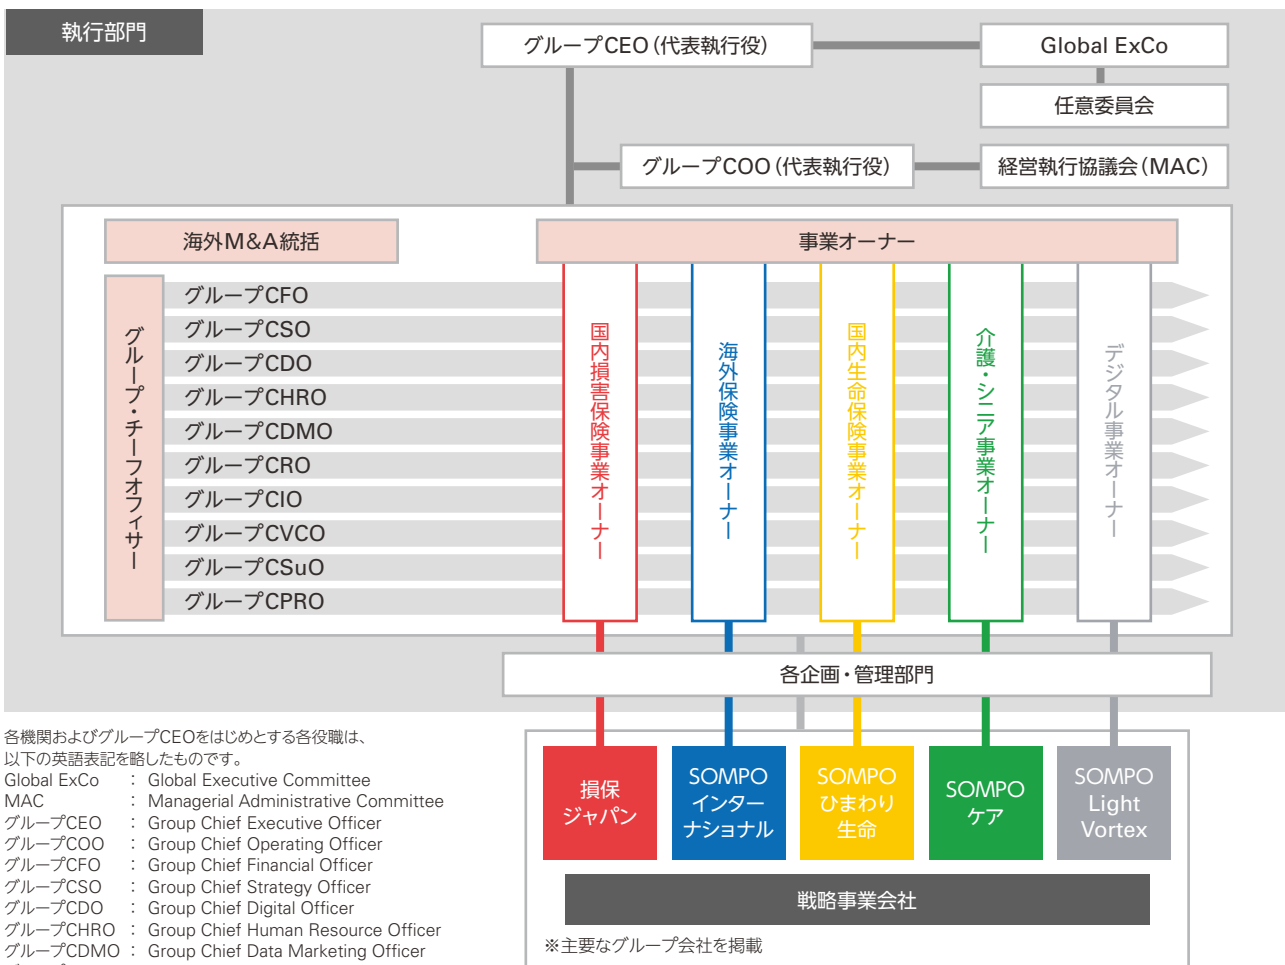 執行部門
グループCEO（代表執行役）
Global ExCo
任意委員会
グループCOO（代表執行役）
経営執行協議会（MAC）
海外M&A統括
事業オーナー
グループ・チーフオフィサー
グループCFO
グループCSO
グループCDO
グループCHRO
グループCDMO
グループCRO
グループCIO
グループCVCO
グループCSuO
グループCPRO
国内損害保険事業オーナー
海外保険事業オーナー
国内生命保険事業オーナー
介護・シニア事業オーナー
デジタル事業オーナー
各企画・管理部門
損保
ジャパン
SOMPO
インター
ナショナル
SOMPO
ひまわり
生命
SOMPO
ケア
SOMPO
Light
Vortex
戦略事業会社
※主要なグループ会社を掲載
各機関およびグループCEOをはじめとする各役職は、
以下の英語表記を略したものです。
Global ExCo ： Global Executive Committee
MAC ： Managerial Administrative Committee
グループCEO ： Group Chief Executive Officer
グループCOO ： Group Chief Operating Officer
グループCFO ： Group Chief Financial Officer
グループCSO ： Group Chief Strategy Officer
グループCDO ： Group Chief Digital Officer
グループCHRO ： Group Chief Human Resource Officer
グループCDMO ： Group Chief Data Marketing Officer